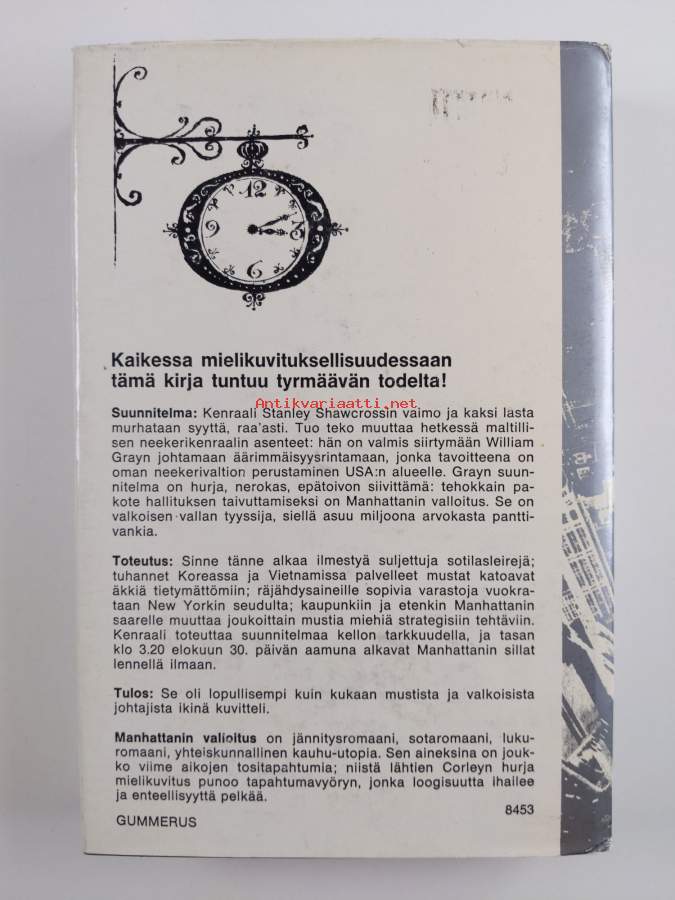 12
3
6
9
Kaikessa mielikuvituksellisuudessaan
tämä kirja tuntuu tyrmäävän todelta!
Antikvariaatti.net
Suunnitelma: Kenraali Stanley Shawcrossin vaimo ja kaksi lasta
murhataan syyttä, raa'asti. Tuo teko muuttaa hetkessä maltilli-
sen neekerikenraalin asenteet: hän on valmis siirtymään William
Grayn johtamaan äärimmäisyysrintamaan, jonka tavoitteena on
oman neekerivaltion perustaminen USA:n alueelle. Grayn suun-
nitelma on hurja, nerokas, epätoivon siivittämä: tehokkain pa-
kote hallituksen taivuttamiseksi on Manhattanin valloitus. Se on
valkoisen vallan tyyssija, siellä asuu miljoona arvokasta pantti-
vankia.
Toteutus: Sinne tänne alkaa ilmestyä suljettuja sotilasleirejä;
tuhannet Koreassa ja Vietnamissa palvelleet mustat katoavat
äkkiä tietymättömiin; räjähdysaineille sopivia varastoja vuokra-
taan New Yorkin seudulta; kaupunkiin ja etenkin Manhattanin
saarelle muuttaa joukoittain mustia miehiä strategisiin tehtäviin.
Kenraali toteuttaa suunnitelmaa kellon tarkkuudella, ja tasan
klo 3.20 elokuun 30. päivän aamuna alkavat Manhattanin sillat
lennellä ilmaan.
Tulos: Se oli lopullisempi kuin kukaan mustista ja valkoisista
johtajista ikinä kuvitteli.
Manhattanin valloitus on jännitysromaani, sotaromaani, luku-
romaani, yhteiskunnallinen kauhu-utopia. Sen aineksina on jouk-
ko viime aikojen tositapahtumia; niistä lähtien Corleyn hurja
mielikuvitus punoo tapahtumavyöryn, jonka loogisuutta ihailee
ja enteellisyyttä pelkää.
8453
GUMMERUS